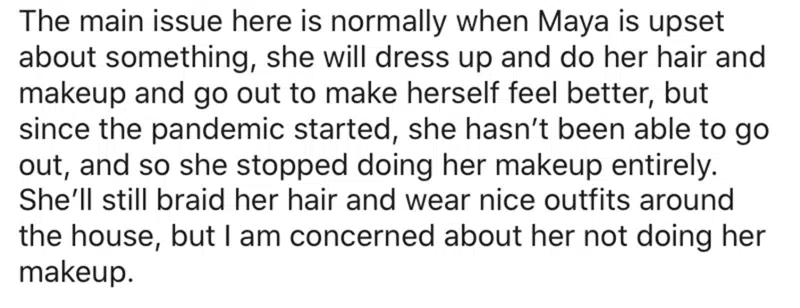 The main issue here is normally when Maya is upset
about something, she will dress up and do her hair and
makeup and go out to make herself feel better, but
since the pandemic started, she hasn’t been able to go
out, and so she stopped doing her makeup entirely.
She’ll still braid her hair and wear nice outfits around
the house, but I am concerned about her not doing her
makeup.